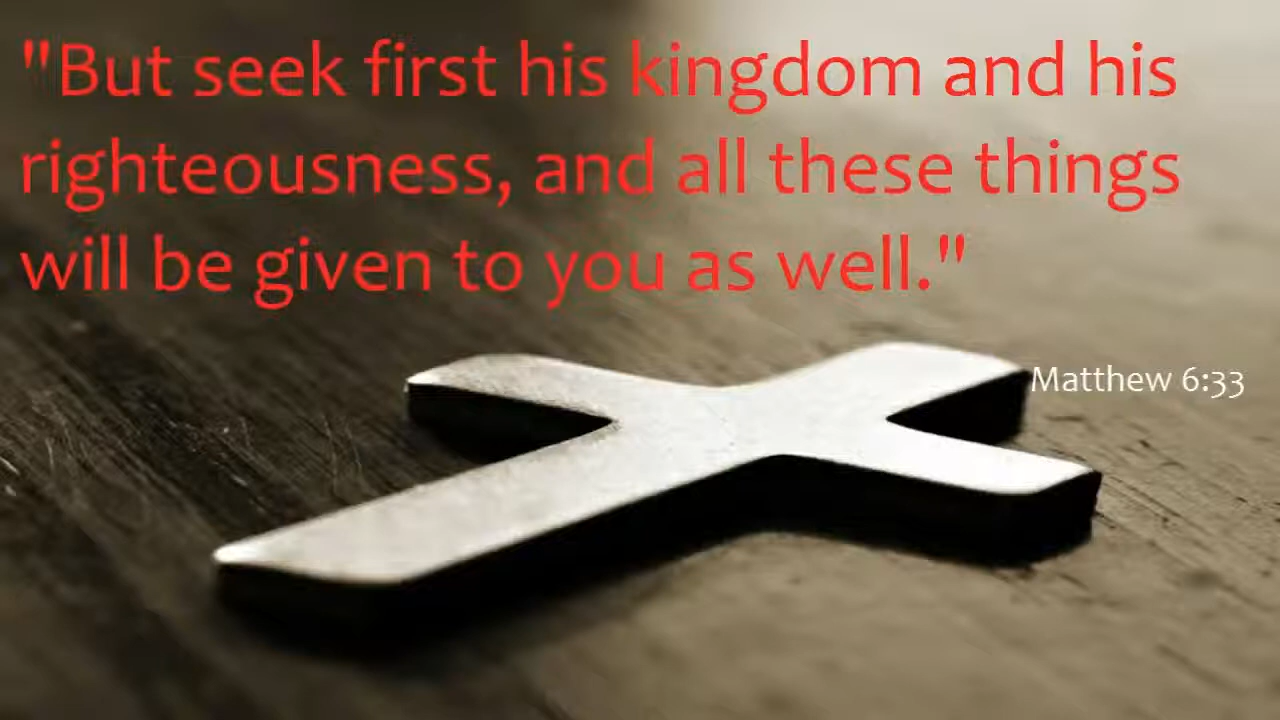 "But seek first his kingdom and his
righteousness, and all these things
will be given to you as well."
Matthew 6:33